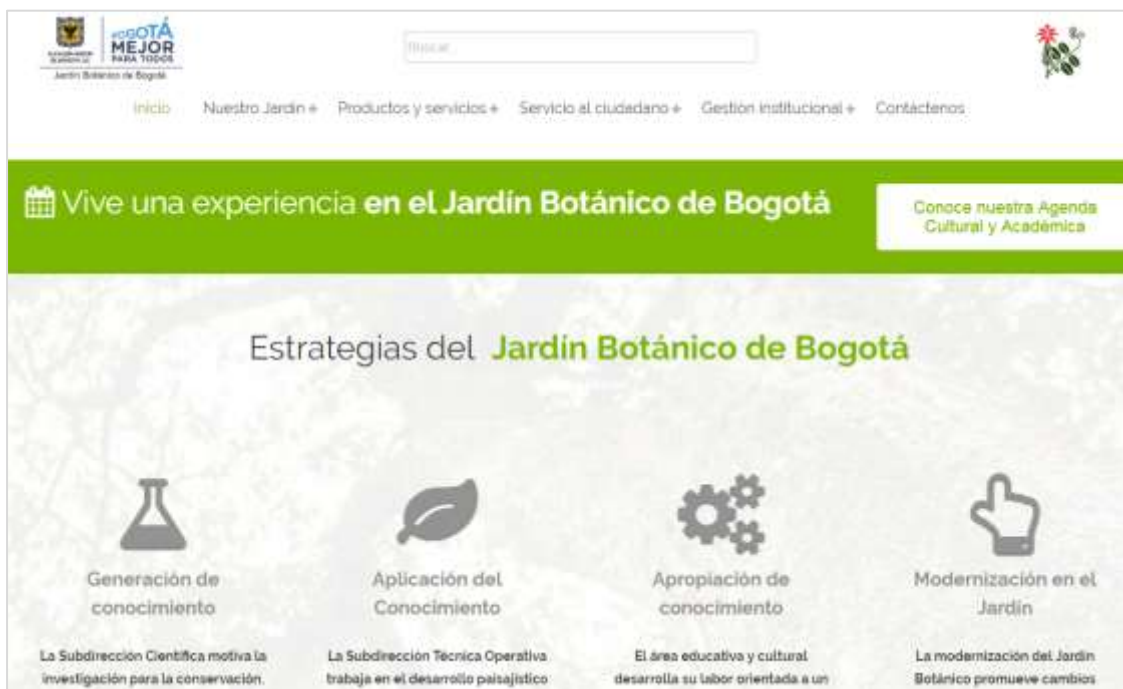 BOGOTÁ
MEJOR
PARA TODOS
Jardín Botánico de Bogotá
Buscar...
Inicio Nuestro Jardín + Productos y servicios + Servicio al ciudadano + Gestión institucional + Contáctenos
Vive una experiencia en el Jardín Botánico de Bogotá
Conoce nuestra Agenda
Cultural y Académica
Estrategias del Jardín Botánico de Bogotá
Generación de
conocimiento
Aplicación del
Conocimiento
Apropiación de
conocimiento
Modernización en el
Jardín
La Subdirección Científica motiva la
investigación para la conservación.
La Subdirección Técnica Operativa
trabaja en el desarrollo paisajístico
El área educativa y cultural
desarrolla su labor orientada a un
La modernización del Jardín
Botánico promueve cambios